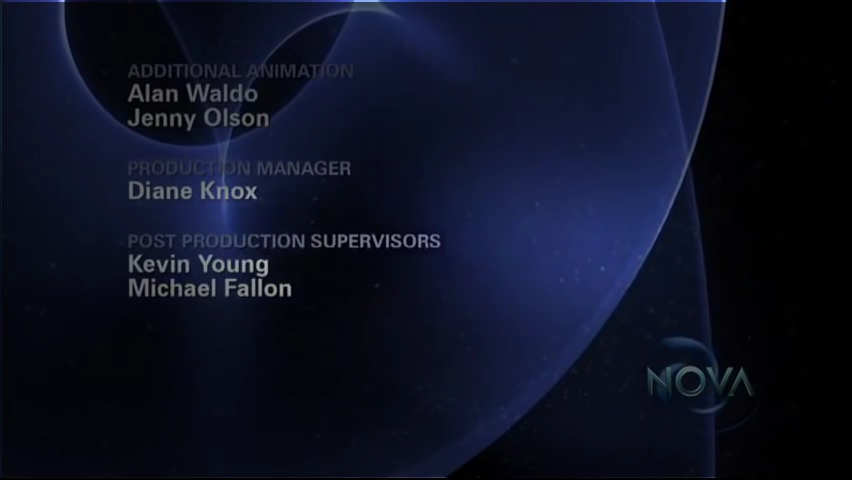 ADDITIONAL ANIMATION
Alan Waldo
Jenny Olson
PRODUCTION MANAGER
Diane Knox
POST PRODUCTION SUPERVISORS
Kevin Young
Michael Fallon
NOVA